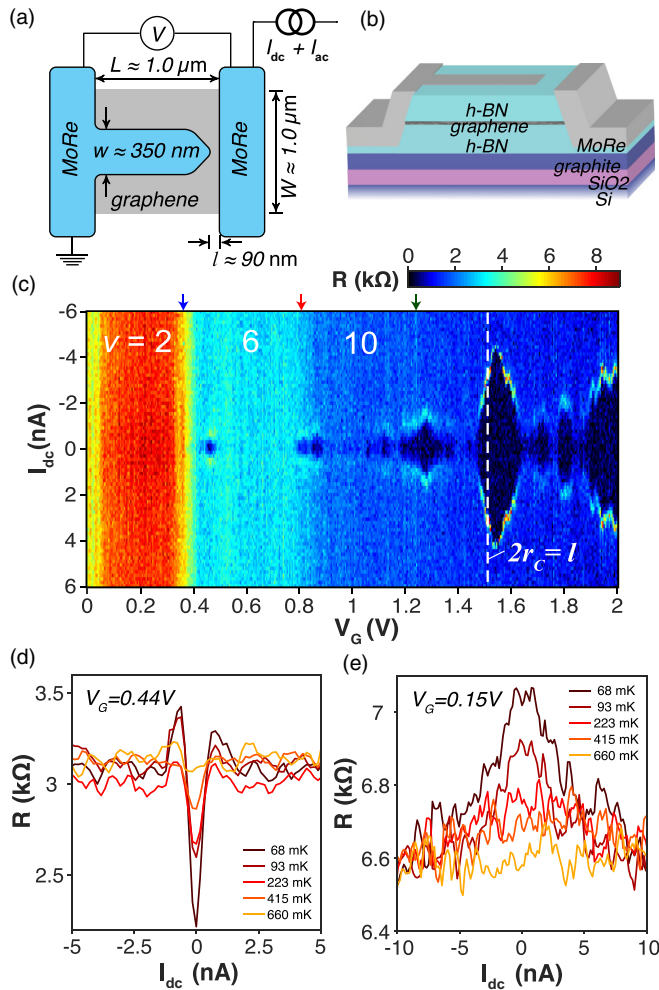 (a)
V
I_dc + I_ac
L ≈ 1.0 μm
MoRe
w ≈ 350 nm
MoRe
W ≈ 1.0 μm
graphene
l ≈ 90 nm
(b)
h-BN
graphene
h-BN
MoRe
graphite
SiO2
Si
R (kΩ)
0 2 4 6 8
(c)
ν = 2 6 10
-6
-4
-2
0
2
4
6
I_dc (nA)
2r_C = l
0 0.2 0.4 0.6 0.8 1 1.2 1.4 1.6 1.8 2
V_G (V)
(d)
V_G=0.44V
3.5
3
2.5
R (kΩ)
68 mK
93 mK
223 mK
415 mK
660 mK
-5 -2.5 0 2.5 5
I_dc (nA)
(e)
V_G=0.15V
7
6.8
6.6
6.4
R (kΩ)
68 mK
93 mK
223 mK
415 mK
660 mK
-10 -5 0 5 10
I_dc (nA)